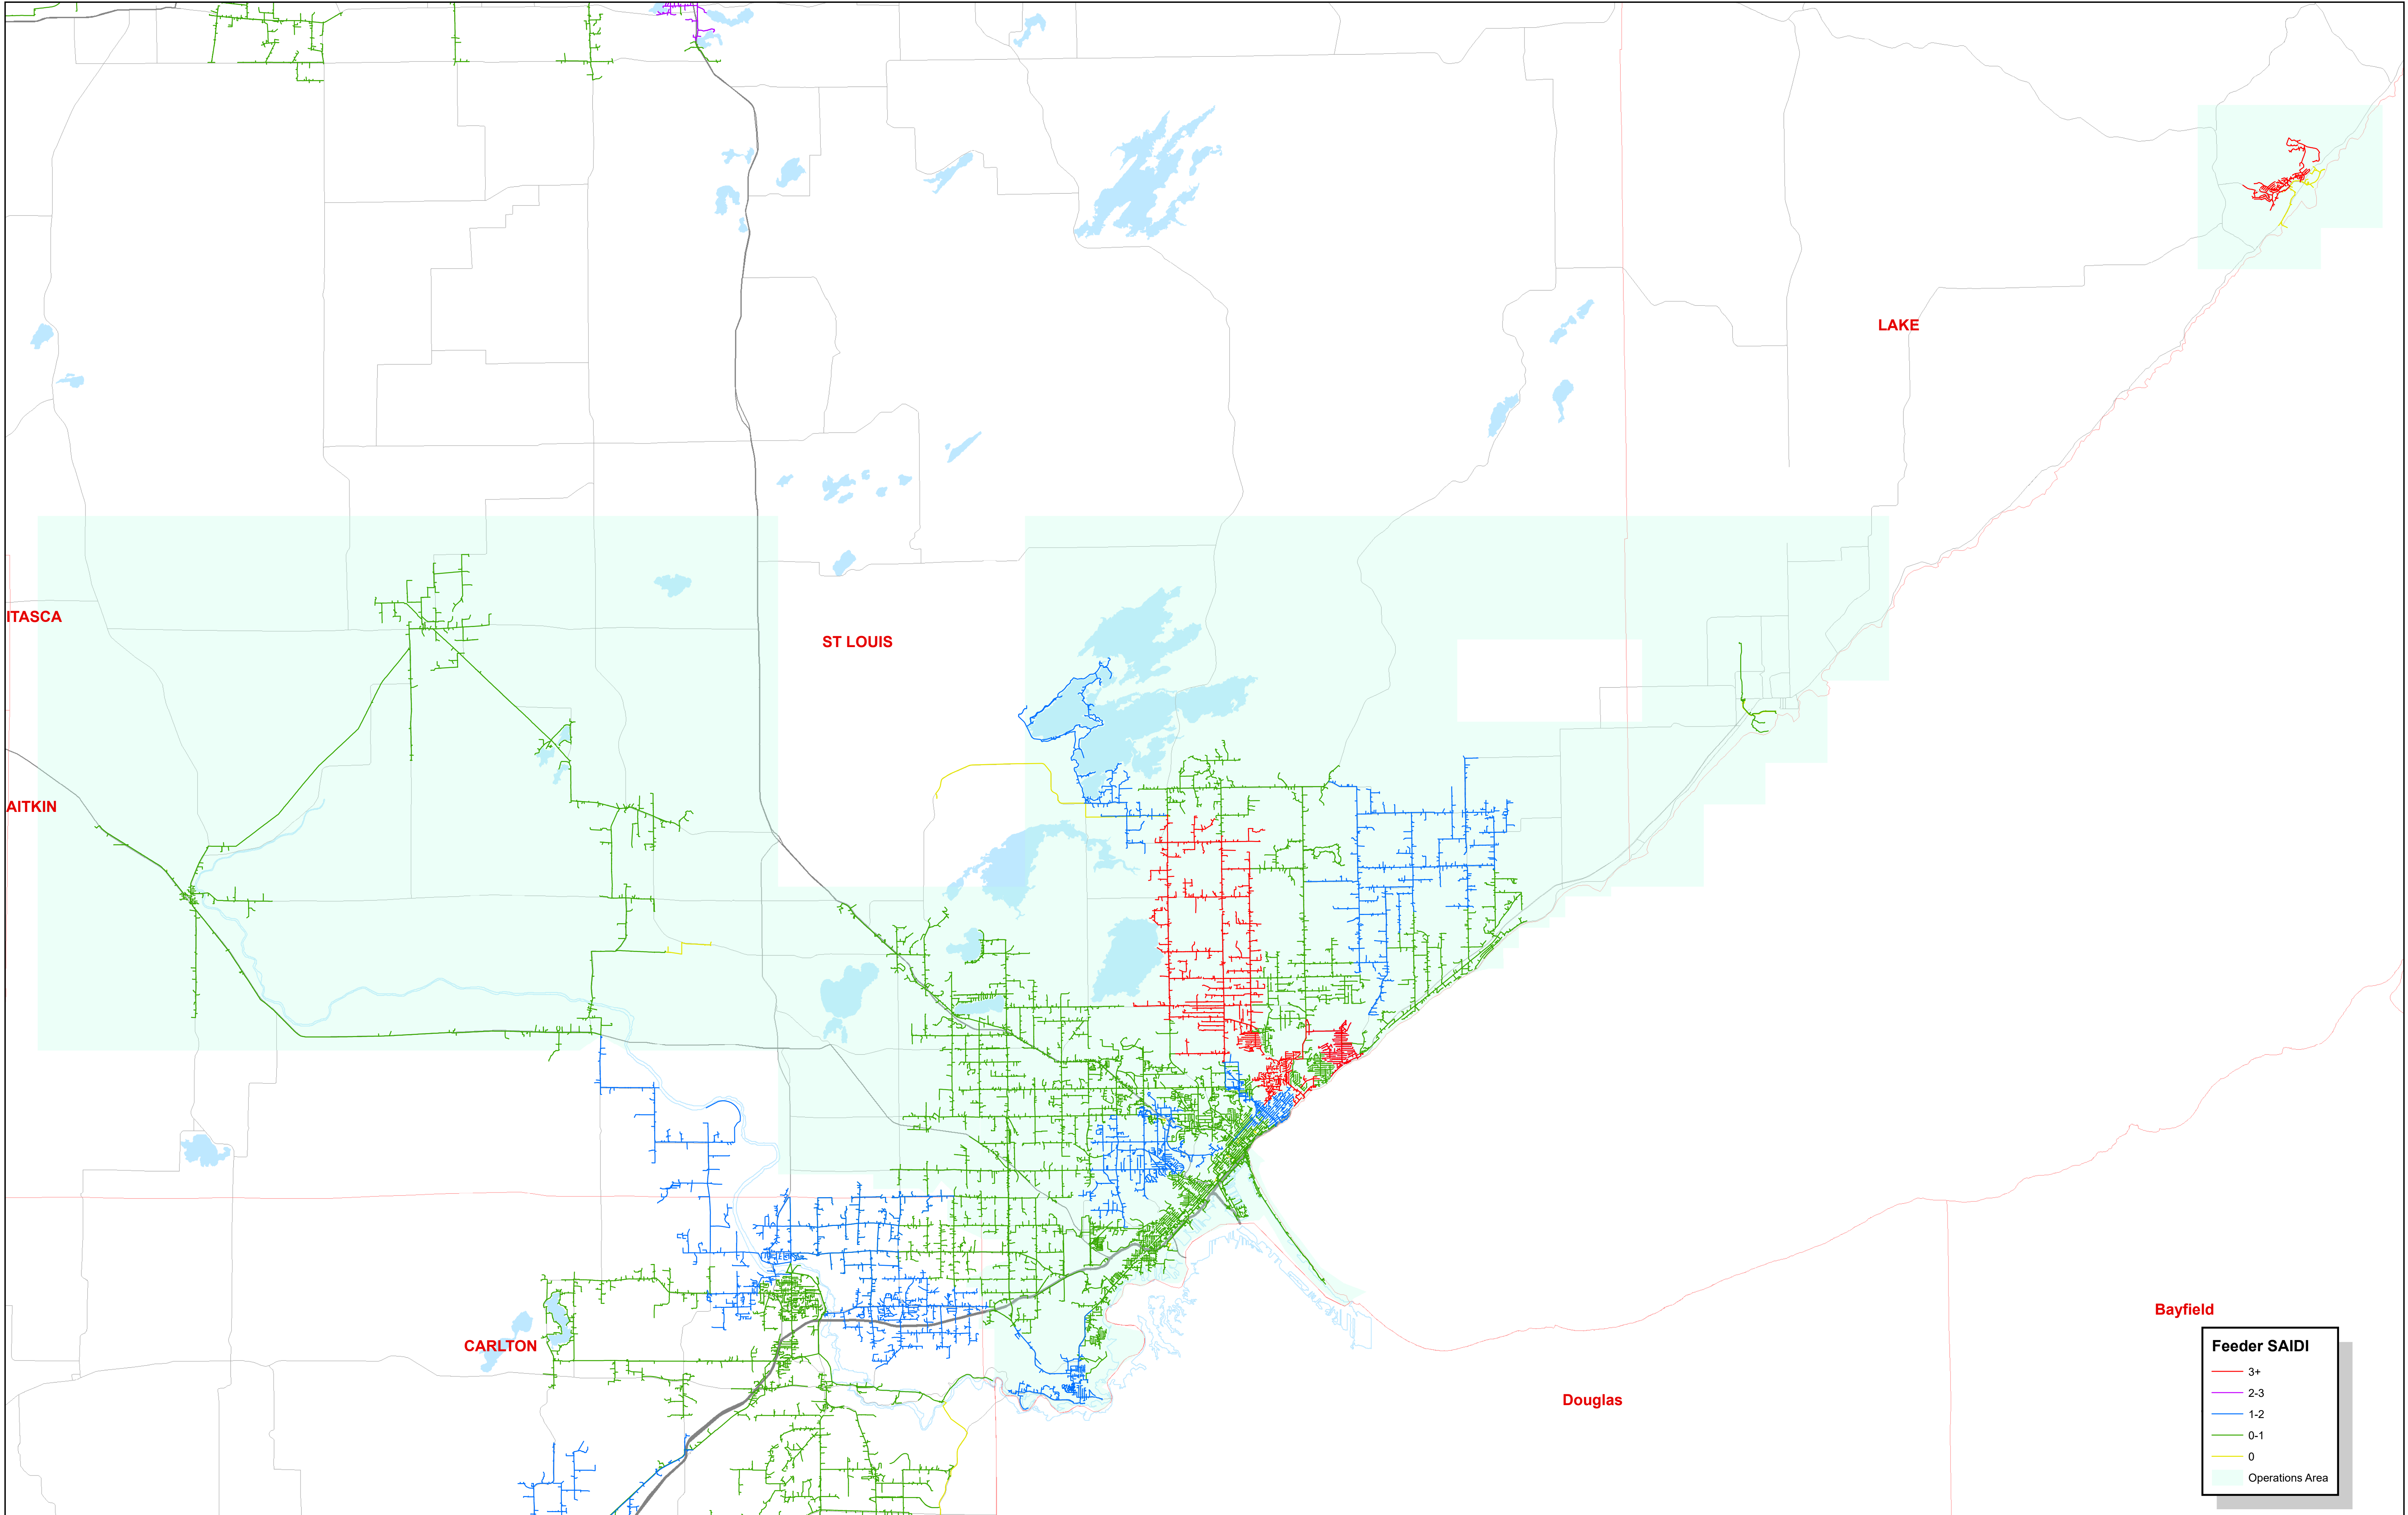 LAKE
ITASCA
ST LOUIS
AITKIN
CARLTON
Bayfield
Douglas
Feeder SAIDI
3+
2-3
1-2
0-1
0
Operations Area